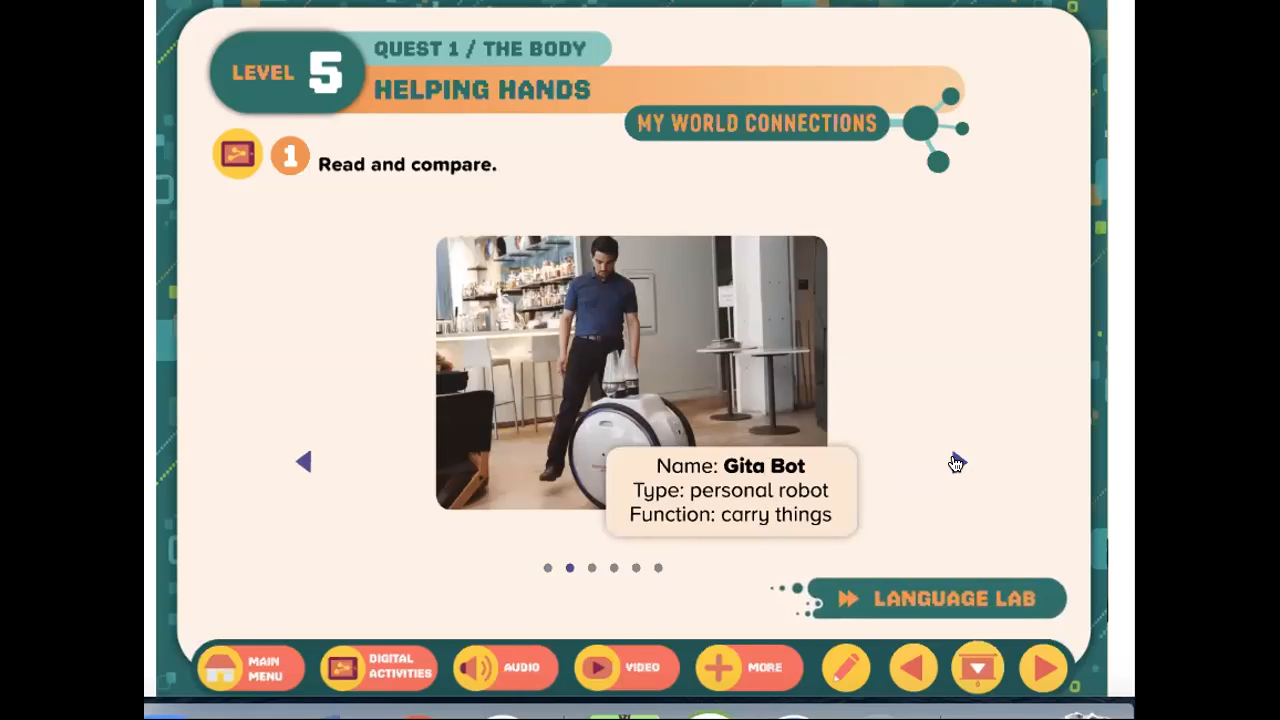 LEVEL 5
QUEST 1 / THE BODY
HELPING HANDS
MY WORLD CONNECTIONS
1 Read and compare.
Name: Gita Bot
Type: personal robot
Function: carry things
LANGUAGE LAB
MAIN
MENU
DIGITAL
ACTIVITIES
AUDIO
VIDEO
MORE